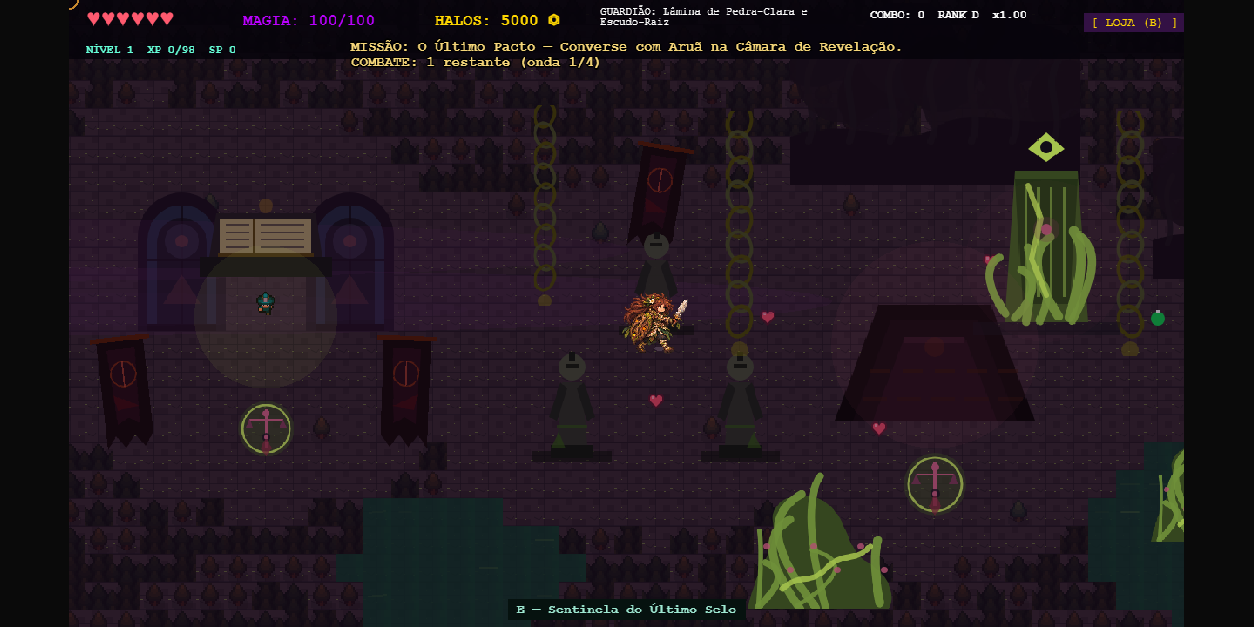 MAGIA: 100/100
HALOS: 5000
GUARDIÃO: Lâmina de Pedra-Clara e
Escudo-Raiz
COMBO: 0 RANK D x1.00
[ LOJA (B) ]
NÍVEL 1 XP 0/98 SP 0
MISSÃO: O Último Pacto — Converse com Aruã na Câmara de Revelação.
COMBATE: 1 restante (onda 1/4)
E — Sentinela do Último Selo